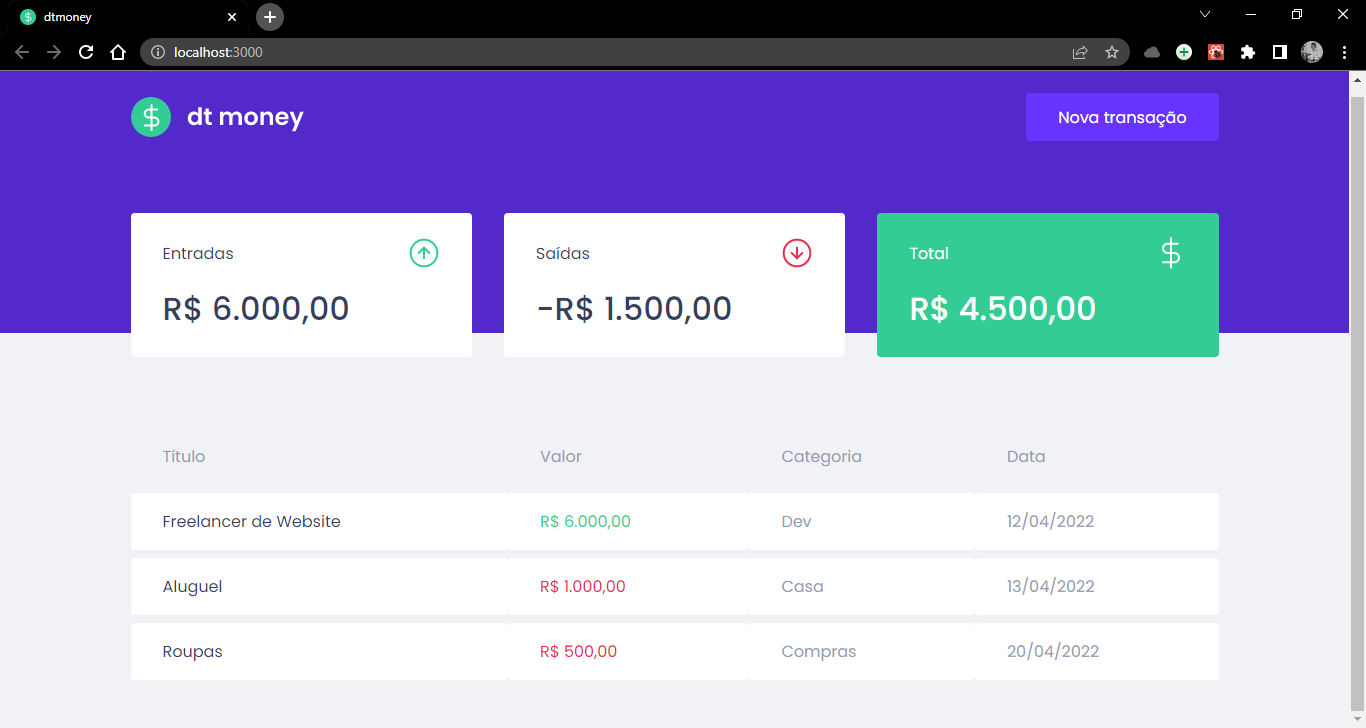 dtmoney
localhost:3000
dt money
Nova transação
Entradas
Saídas
Total
R$ 6.000,00
-R$ 1.500,00
R$ 4.500,00
Título Valor Categoria Data
Freelancer de Website R$ 6.000,00 Dev 12/04/2022
Aluguel R$ 1.000,00 Casa 13/04/2022
Roupas R$ 500,00 Compras 20/04/2022